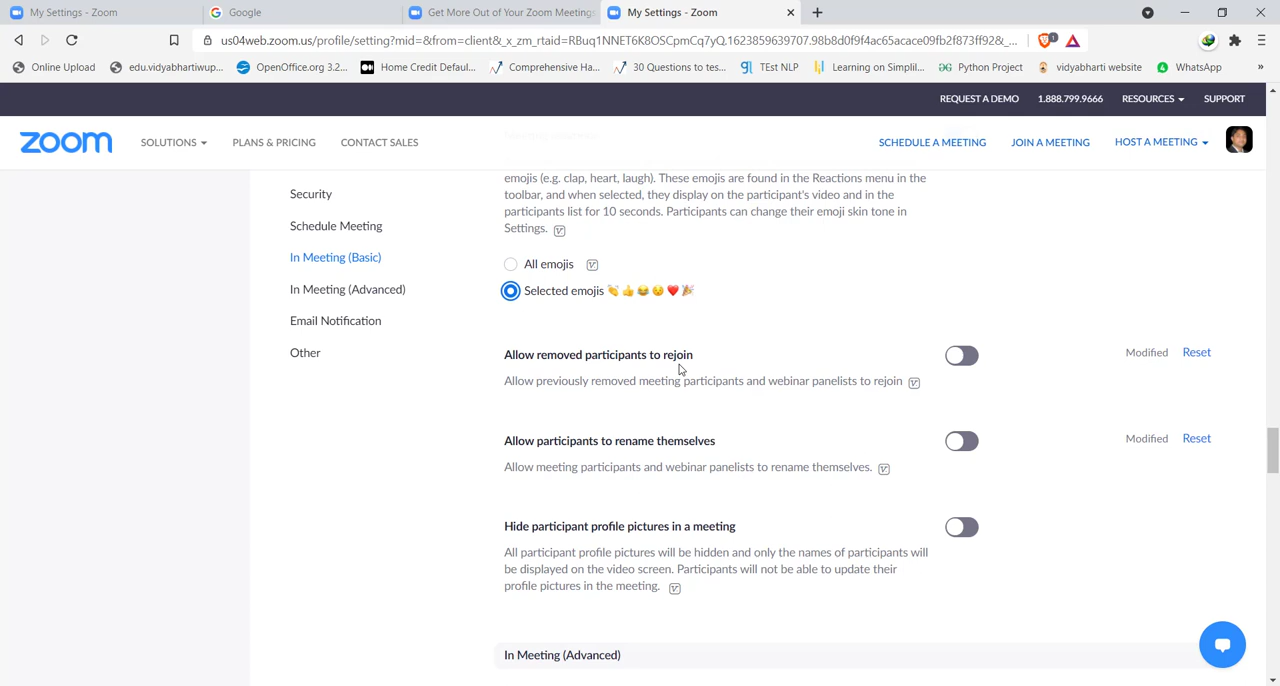 My Settings - Zoom
Google
Get More Out of Your Zoom Meetings
My Settings - Zoom
us04web.zoom.us/profile/setting?mid=&from=client&_x_zm_rtaid=RBuq1NNET6K8OSCpmCq7yQ.1623859639707.98b8d0f9f4ac65acace09fb2f873ff92&_...
1
Online Upload
edu.vidyabhartiwup...
OpenOffice.org 3.2...
Home Credit Defaul...
Comprehensive Ha...
30 Questions to tes...
TEst NLP
Learning on Simplil...
Python Project
vidyabharti website
WhatsApp
»
REQUEST A DEMO
1.888.799.9666
RESOURCES
SUPPORT
zoom
SOLUTIONS
PLANS & PRICING
CONTACT SALES
SCHEDULE A MEETING
JOIN A MEETING
HOST A MEETING
Security
Schedule Meeting
In Meeting (Basic)
In Meeting (Advanced)
Email Notification
Other
emojis (e.g. clap, heart, laugh). These emojis are found in the Reactions menu in the
toolbar, and when selected, they display on the participant's video and in the
participants list for 10 seconds. Participants can change their emoji skin tone in
Settings.
All emojis
Selected emojis 👏👍😂😯❤️🎉
Allow removed participants to rejoin
Modified Reset
Allow previously removed meeting participants and webinar panelists to rejoin
Allow participants to rename themselves
Modified Reset
Allow meeting participants and webinar panelists to rename themselves.
Hide participant profile pictures in a meeting
All participant profile pictures will be hidden and only the names of participants will
be displayed on the video screen. Participants will not be able to update their
profile pictures in the meeting.
In Meeting (Advanced)